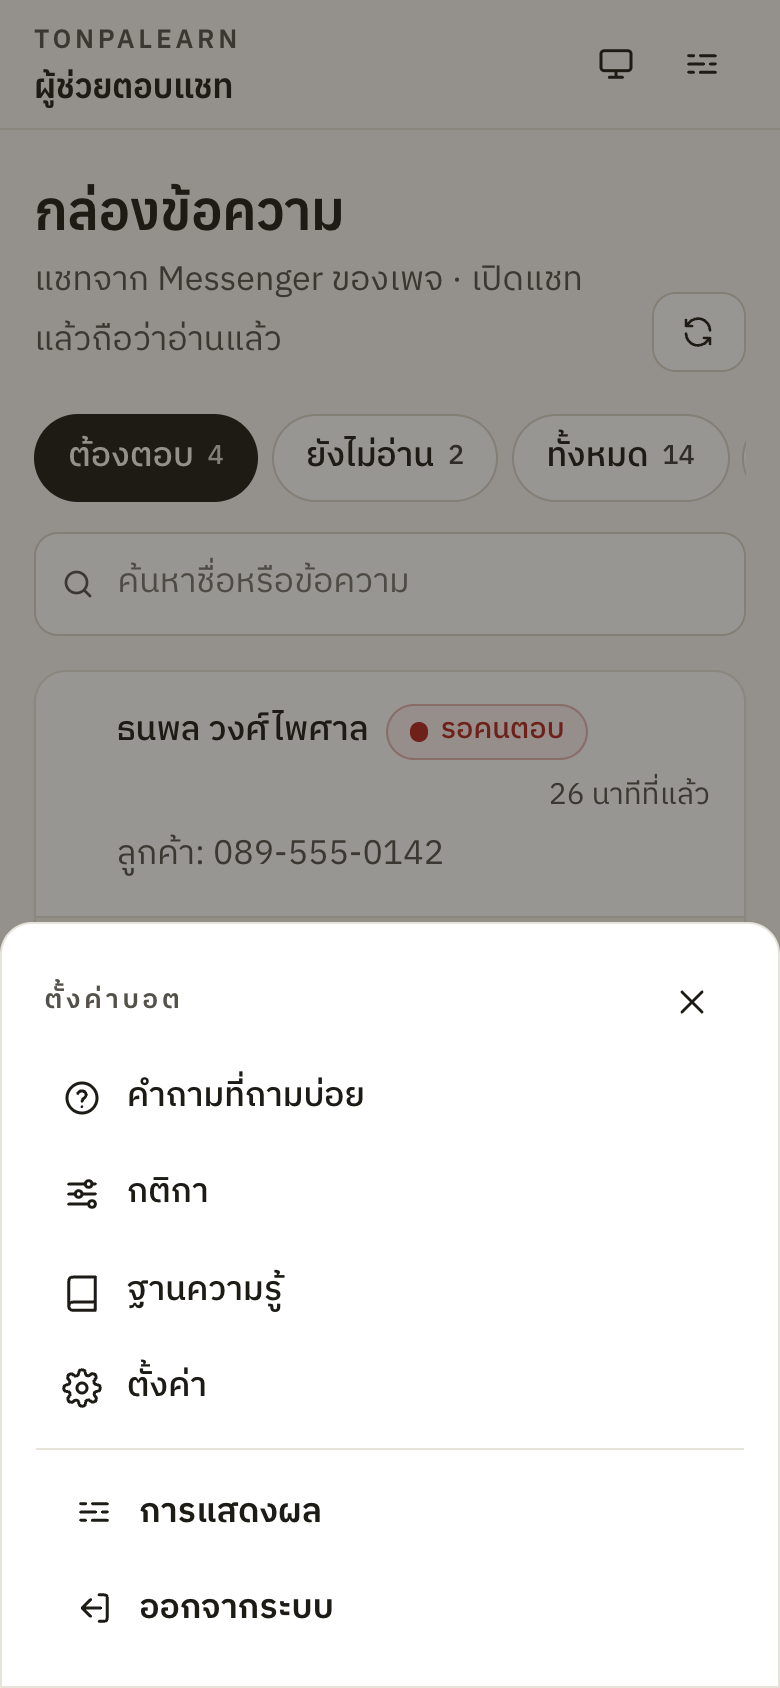 TONPALEARN
ผู้ช่วยตอบแชท
กล่องข้อความ
แชทจาก Messenger ของเพจ · เปิดแชท
แล้วถือว่าอ่านแล้ว
ต้องตอบ 4
ยังไม่อ่าน 2
ทั้งหมด 14
ค้นหาชื่อหรือข้อความ
ธนพล วงศ์ไพศาล
รอคนตอบ
26 นาทีที่แล้ว
ลูกค้า: 089-555-0142
ตั้งค่าบอต
คำถามที่ถามบ่อย
กติกา
ฐานความรู้
ตั้งค่า
การแสดงผล
ออกจากระบบ